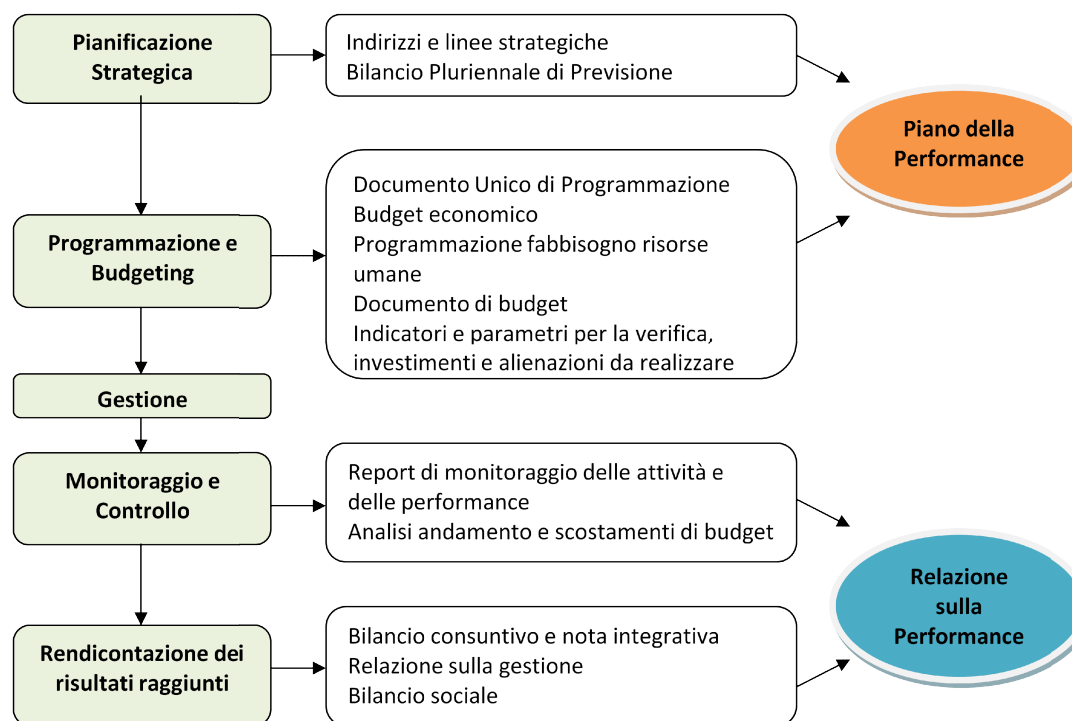 Pianificazione
Strategica
Indirizzi e linee strategiche
Bilancio Pluriennale di Previsione
Piano della
Performance
Programmazione e
Budgeting
Documento Unico di Programmazione
Budget economico
Programmazione fabbisogno risorse
umane
Documento di budget
Indicatori e parametri per la verifica,
investimenti e alienazioni da realizzare
Gestione
Monitoraggio e
Controllo
Report di monitoraggio delle attività e
delle performance
Analisi andamento e scostamenti di budget
Relazione
sulla
Performance
Rendicontazione dei
risultati raggiunti
Bilancio consuntivo e nota integrativa
Relazione sulla gestione
Bilancio sociale